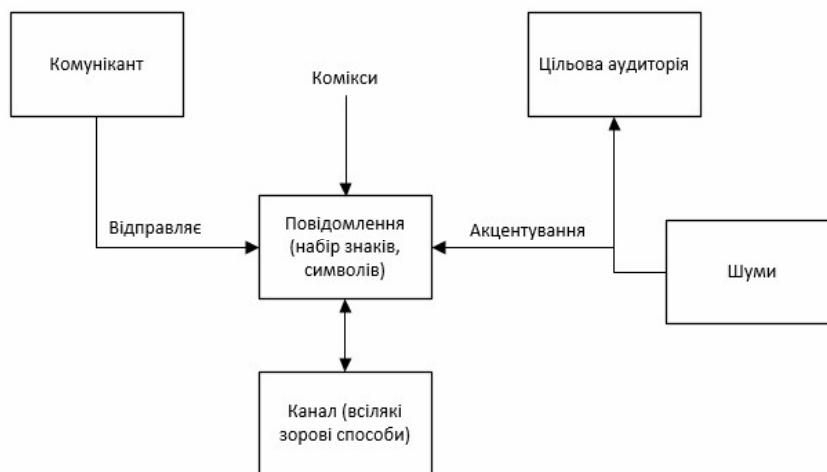 Комунікант
Цільова аудиторія
Комікси
Відправляє
Повідомлення
(набір знаків,
символів)
Акцентування
Шуми
Канал (всілякі
зорові способи)